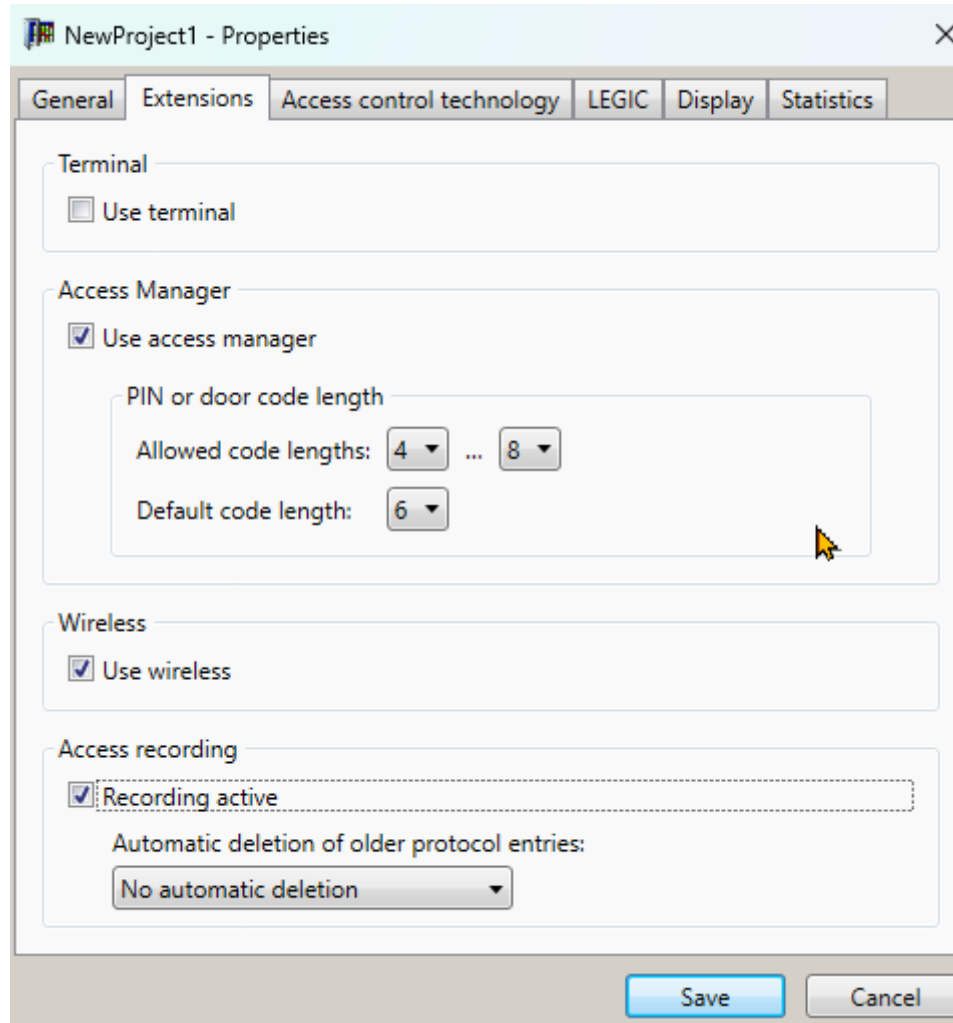 NewProject1 - Properties
General Extensions Access control technology LEGIC Display Statistics
Terminal
Use terminal
Access Manager
Use access manager
PIN or door code length
Allowed code lengths: 4 ... 8
Default code length: 6
Wireless
Use wireless
Access recording
Recording active
Automatic deletion of older protocol entries:
No automatic deletion
Save Cancel